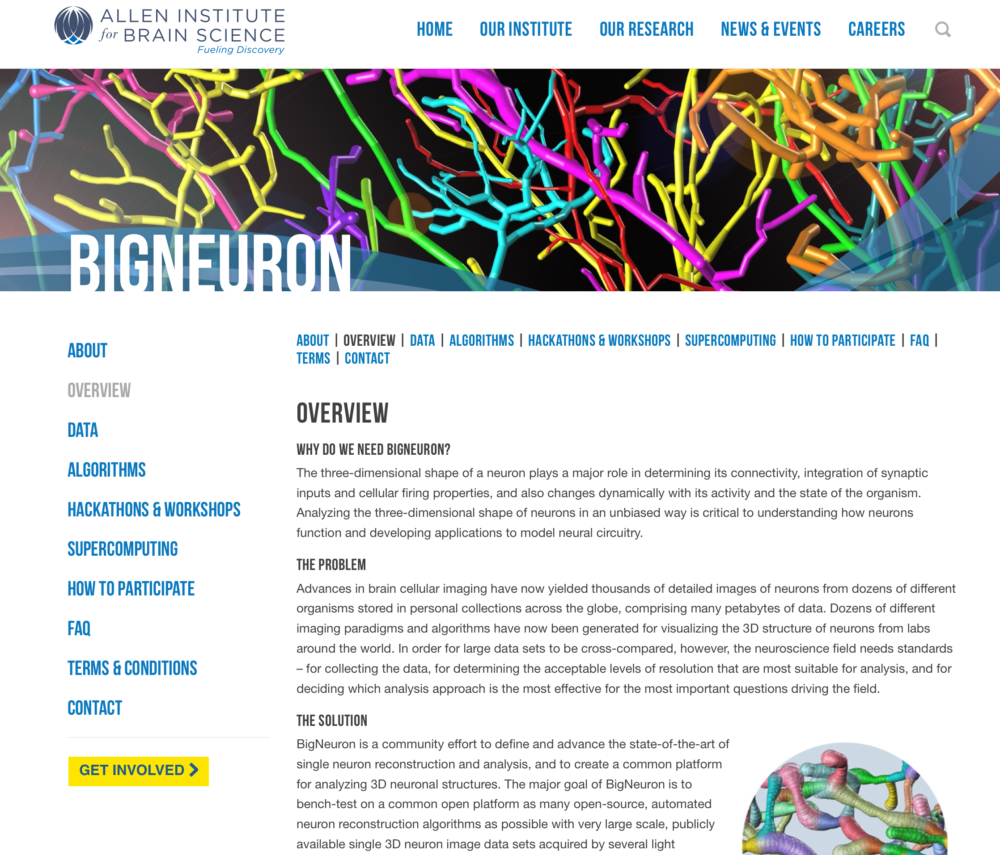 ALLEN INSTITUTE
for BRAIN SCIENCE
Fueling Discovery
HOME OUR INSTITUTE OUR RESEARCH NEWS & EVENTS CAREERS
BIGNEURON
ABOUT
OVERVIEW
DATA
ALGORITHMS
HACKATHONS & WORKSHOPS
SUPERCOMPUTING
HOW TO PARTICIPATE
FAQ
TERMS & CONDITIONS
CONTACT
GET INVOLVED
ABOUT | OVERVIEW | DATA | ALGORITHMS | HACKATHONS & WORKSHOPS | SUPERCOMPUTING | HOW TO PARTICIPATE | FAQ |
TERMS | CONTACT
OVERVIEW
WHY DO WE NEED BIGNEURON?
The three-dimensional shape of a neuron plays a major role in determining its connectivity, integration of synaptic
inputs and cellular firing properties, and also changes dynamically with its activity and the state of the organism.
Analyzing the three-dimensional shape of neurons in an unbiased way is critical to understanding how neurons
function and developing applications to model neural circuitry.
THE PROBLEM
Advances in brain cellular imaging have now yielded thousands of detailed images of neurons from dozens of different
organisms stored in personal collections across the globe, comprising many petabytes of data. Dozens of different
imaging paradigms and algorithms have now been generated for visualizing the 3D structure of neurons from labs
around the world. In order for large data sets to be cross-compared, however, the neuroscience field needs standards
– for collecting the data, for determining the acceptable levels of resolution that are most suitable for analysis, and for
deciding which analysis approach is the most effective for the most important questions driving the field.
THE SOLUTION
BigNeuron is a community effort to define and advance the state-of-the-art of
single neuron reconstruction and analysis, and to create a common platform
for analyzing 3D neuronal structures. The major goal of BigNeuron is to
bench-test on a common open platform as many open-source, automated
neuron reconstruction algorithms as possible with very large scale, publicly
available single 3D neuron image data sets acquired by several light